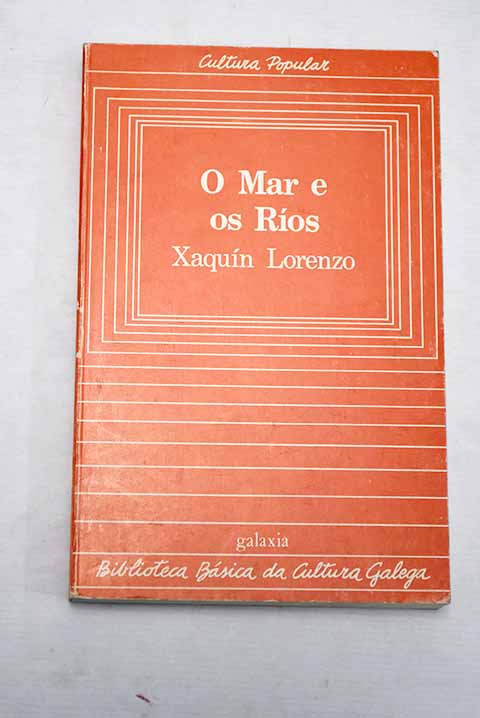 Cultura Popular
O Mar e
os Ríos
Xaquín Lorenzo
galaxia
Biblioteca Básica da Cultura Galega